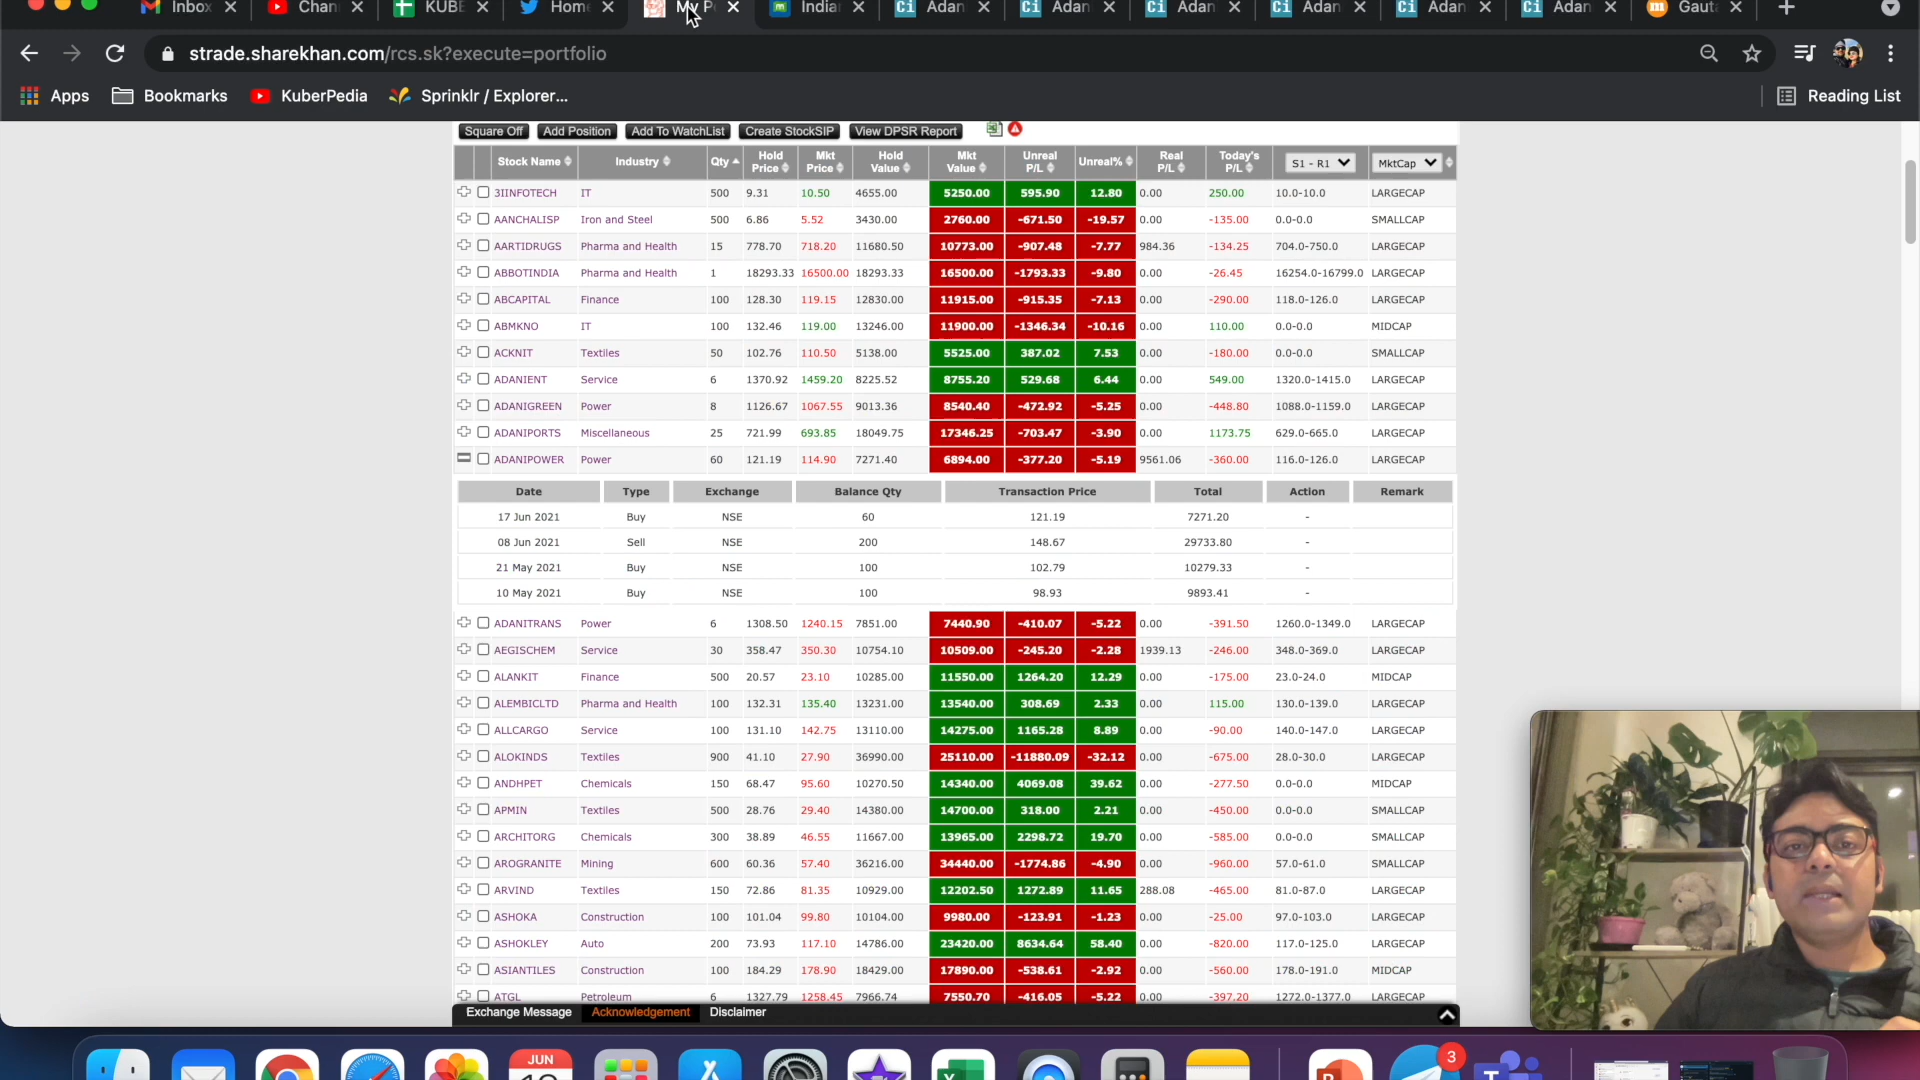 Inbox Chan KUBE Home My P India Adan Adan Adan Adan Adan Adan Gauta
strade.sharekhan.com/rcs.sk?execute=portfolio
Apps Bookmarks KuberPedia Sprinklr / Explorer... Reading List
Square Off Add Position Add To WatchList Create StockSIP View DPSR Report
Stock Name Industry Qty Hold Price Mkt Price Hold Value Mkt Value Unreal P/L Unreal% Real P/L Today's P/L S1 - R1 MktCap
3IINFOTECH IT 500 9.31 10.50 4655.00 5250.00 595.90 12.80 0.00 250.00 10.0-10.0 LARGECAP
AANCHALISP Iron and Steel 500 6.86 5.52 3430.00 2760.00 -671.50 -19.57 0.00 -135.00 0.0-0.0 SMALLCAP
AARTIDRUGS Pharma and Health 15 778.70 718.20 11680.50 10773.00 -907.48 -7.77 984.36 -134.25 704.0-750.0 LARGECAP
ABBOTINDIA Pharma and Health 1 18293.33 16500.00 18293.33 16500.00 -1793.33 -9.80 0.00 -26.45 16254.0-16799.0 LARGECAP
ABCAPITAL Finance 100 128.30 119.15 12830.00 11915.00 -915.35 -7.13 0.00 -290.00 118.0-126.0 LARGECAP
ABMKNO IT 100 132.46 119.00 13246.00 11900.00 -1346.34 -10.16 0.00 110.00 0.0-0.0 MIDCAP
ACKNIT Textiles 50 102.76 110.50 5138.00 5525.00 387.02 7.53 0.00 -180.00 0.0-0.0 SMALLCAP
ADANIENT Service 6 1370.92 1459.20 8225.52 8755.20 529.68 6.44 0.00 549.00 1320.0-1415.0 LARGECAP
ADANIGREEN Power 8 1126.67 1067.55 9013.36 8540.40 -472.92 -5.25 0.00 -448.80 1088.0-1159.0 LARGECAP
ADANIPORTS Miscellaneous 25 721.99 693.85 18049.75 17346.25 -703.47 -3.90 0.00 1173.75 629.0-665.0 LARGECAP
ADANIPOWER Power 60 121.19 114.90 7271.40 6894.00 -377.20 -5.19 9561.06 -360.00 116.0-126.0 LARGECAP
Date Type Exchange Balance Qty Transaction Price Total Action Remark
17 Jun 2021 Buy NSE 60 121.19 7271.20 -
08 Jun 2021 Sell NSE 200 148.67 29733.80 -
21 May 2021 Buy NSE 100 102.79 10279.33 -
10 May 2021 Buy NSE 100 98.93 9893.41 -
ADANITRANS Power 6 1308.50 1240.15 7851.00 7440.90 -410.07 -5.22 0.00 -391.50 1260.0-1349.0 LARGECAP
AEGISCHEM Service 30 358.47 350.30 10754.10 10509.00 -245.20 -2.28 1939.13 -246.00 348.0-369.0 LARGECAP
ALANKIT Finance 500 20.57 23.10 10285.00 11550.00 1264.20 12.29 0.00 -175.00 23.0-24.0 MIDCAP
ALEMBICLTD Pharma and Health 100 132.31 135.40 13231.00 13540.00 308.69 2.33 0.00 115.00 130.0-139.0 LARGECAP
ALLCARGO Service 100 131.10 142.75 13110.00 14275.00 1165.28 8.89 0.00 -90.00 140.0-147.0 LARGECAP
ALOKINDS Textiles 900 41.10 27.90 36990.00 25110.00 -11880.09 -32.12 0.00 -675.00 28.0-30.0 LARGECAP
ANDHPET Chemicals 150 68.47 95.60 10270.50 14340.00 4069.08 39.62 0.00 -277.50 0.0-0.0 MIDCAP
APMIN Textiles 500 28.76 29.40 14380.00 14700.00 318.00 2.21 0.00 -450.00 0.0-0.0 SMALLCAP
ARCHITORG Chemicals 300 38.89 46.55 11667.00 13965.00 2298.72 19.70 0.00 -585.00 0.0-0.0 SMALLCAP
AROGRANITE Mining 600 60.36 57.40 36216.00 34440.00 -1774.86 -4.90 0.00 -960.00 57.0-61.0 SMALLCAP
ARVIND Textiles 150 72.86 81.35 10929.00 12202.50 1272.89 11.65 288.08 -465.00 81.0-87.0 LARGECAP
ASHOKA Construction 100 101.04 99.80 10104.00 9980.00 -123.91 -1.23 0.00 -25.00 97.0-103.0 LARGECAP
ASHOKLEY Auto 200 73.93 117.10 14786.00 23420.00 8634.64 58.40 0.00 -820.00 117.0-125.0 LARGECAP
ASIANTILES Construction 100 184.29 178.90 18429.00 17890.00 -538.61 -2.92 0.00 -560.00 178.0-191.0 MIDCAP
ATGL Petroleum 6 1327.79 1258.45 7966.74 7550.70 -416.05 -5.22 0.00 -397.20 1272.0-1377.0 LARGECAP
Exchange Message Acknowledgement Disclaimer
JUN
3